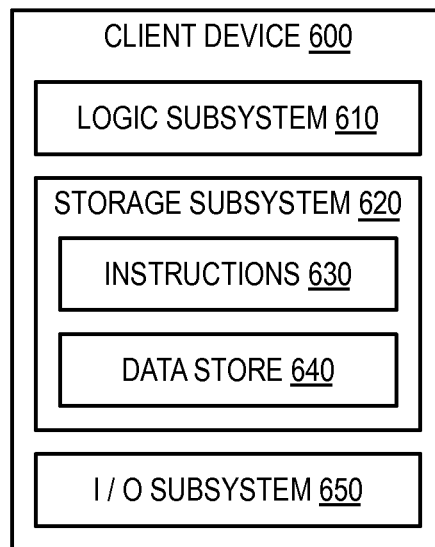 CLIENT DEVICE 600
LOGIC SUBSYSTEM 610
STORAGE SUBSYSTEM 620
INSTRUCTIONS 630
DATA STORE 640
I / O SUBSYSTEM 650